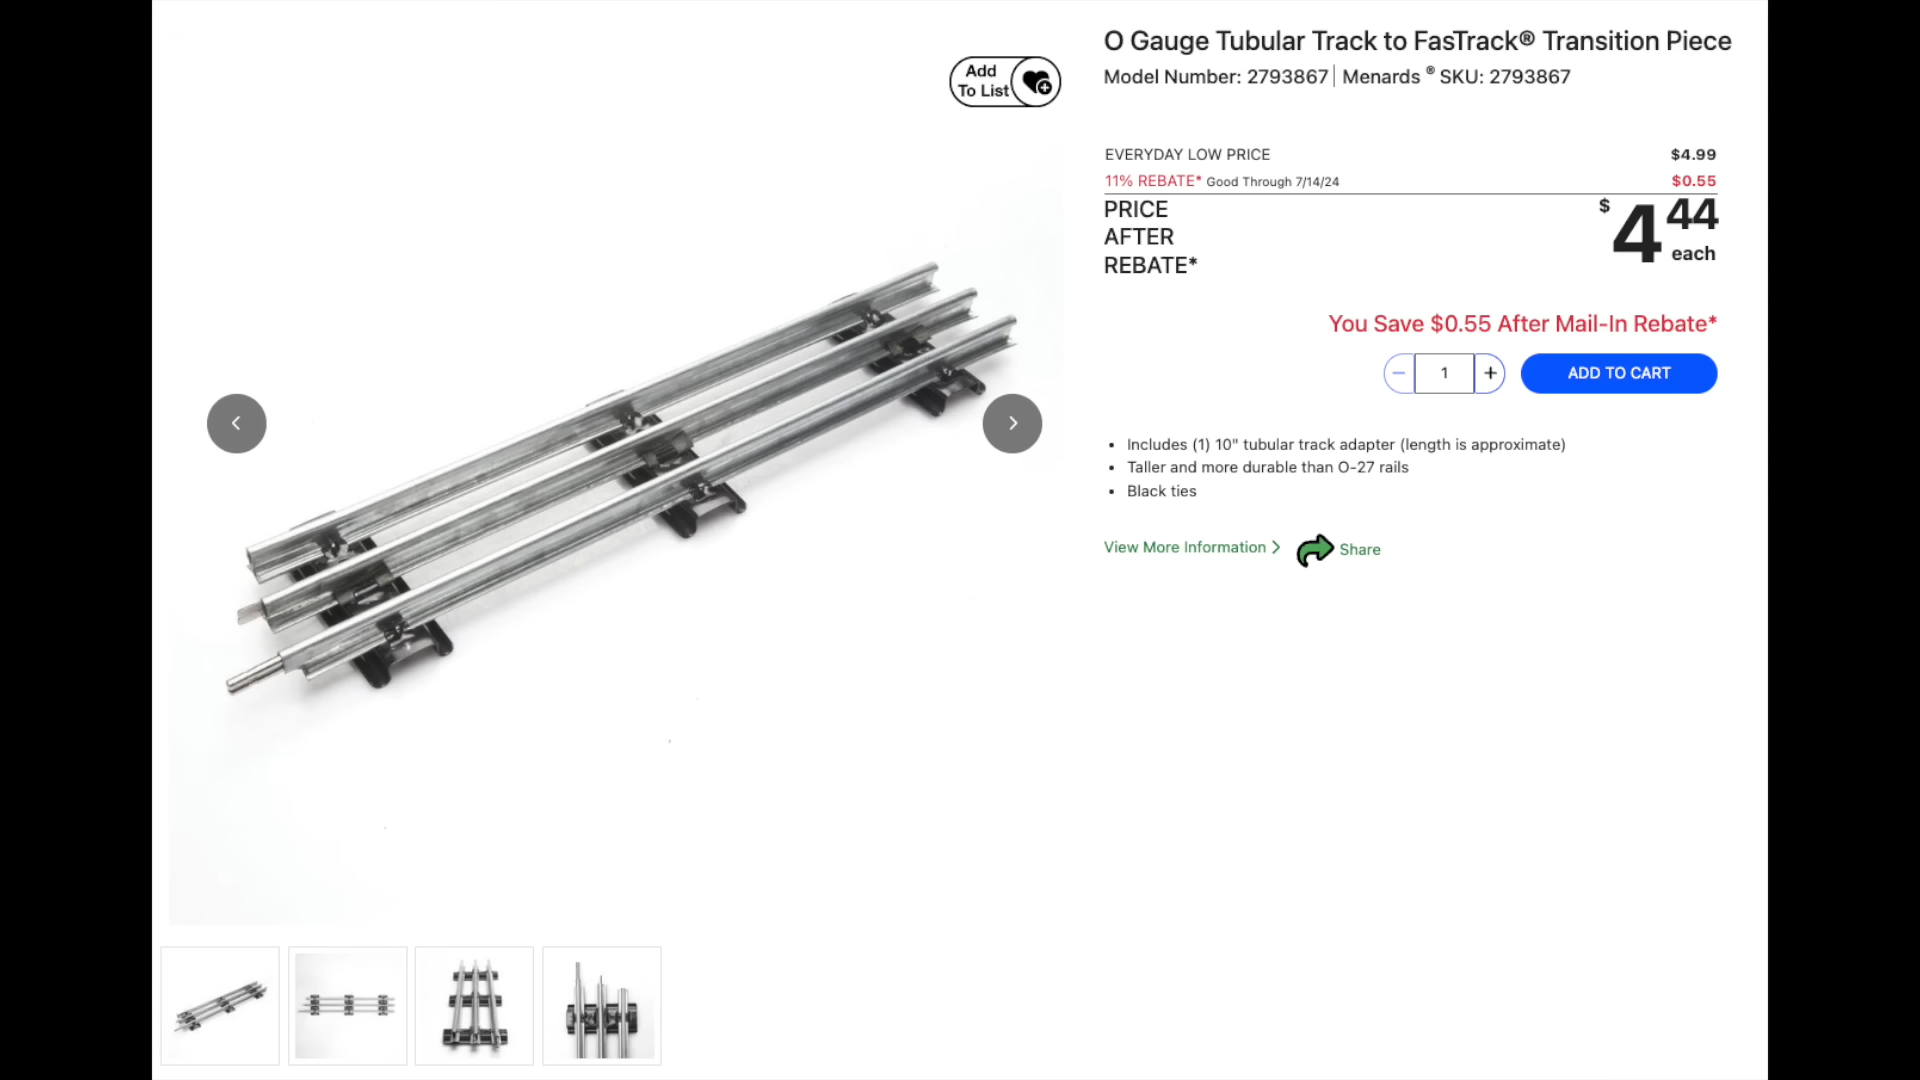 O Gauge Tubular Track to FasTrack® Transition Piece
Model Number: 2793867 | Menards ® SKU: 2793867
Add
To List
EVERYDAY LOW PRICE $4.99
11% REBATE* Good Through 7/14/24 $0.55
PRICE
AFTER
REBATE*
$4 44
each
You Save $0.55 After Mail-In Rebate*
− 1 + ADD TO CART
• Includes (1) 10" tubular track adapter (length is approximate)
• Taller and more durable than O-27 rails
• Black ties
View More Information > Share